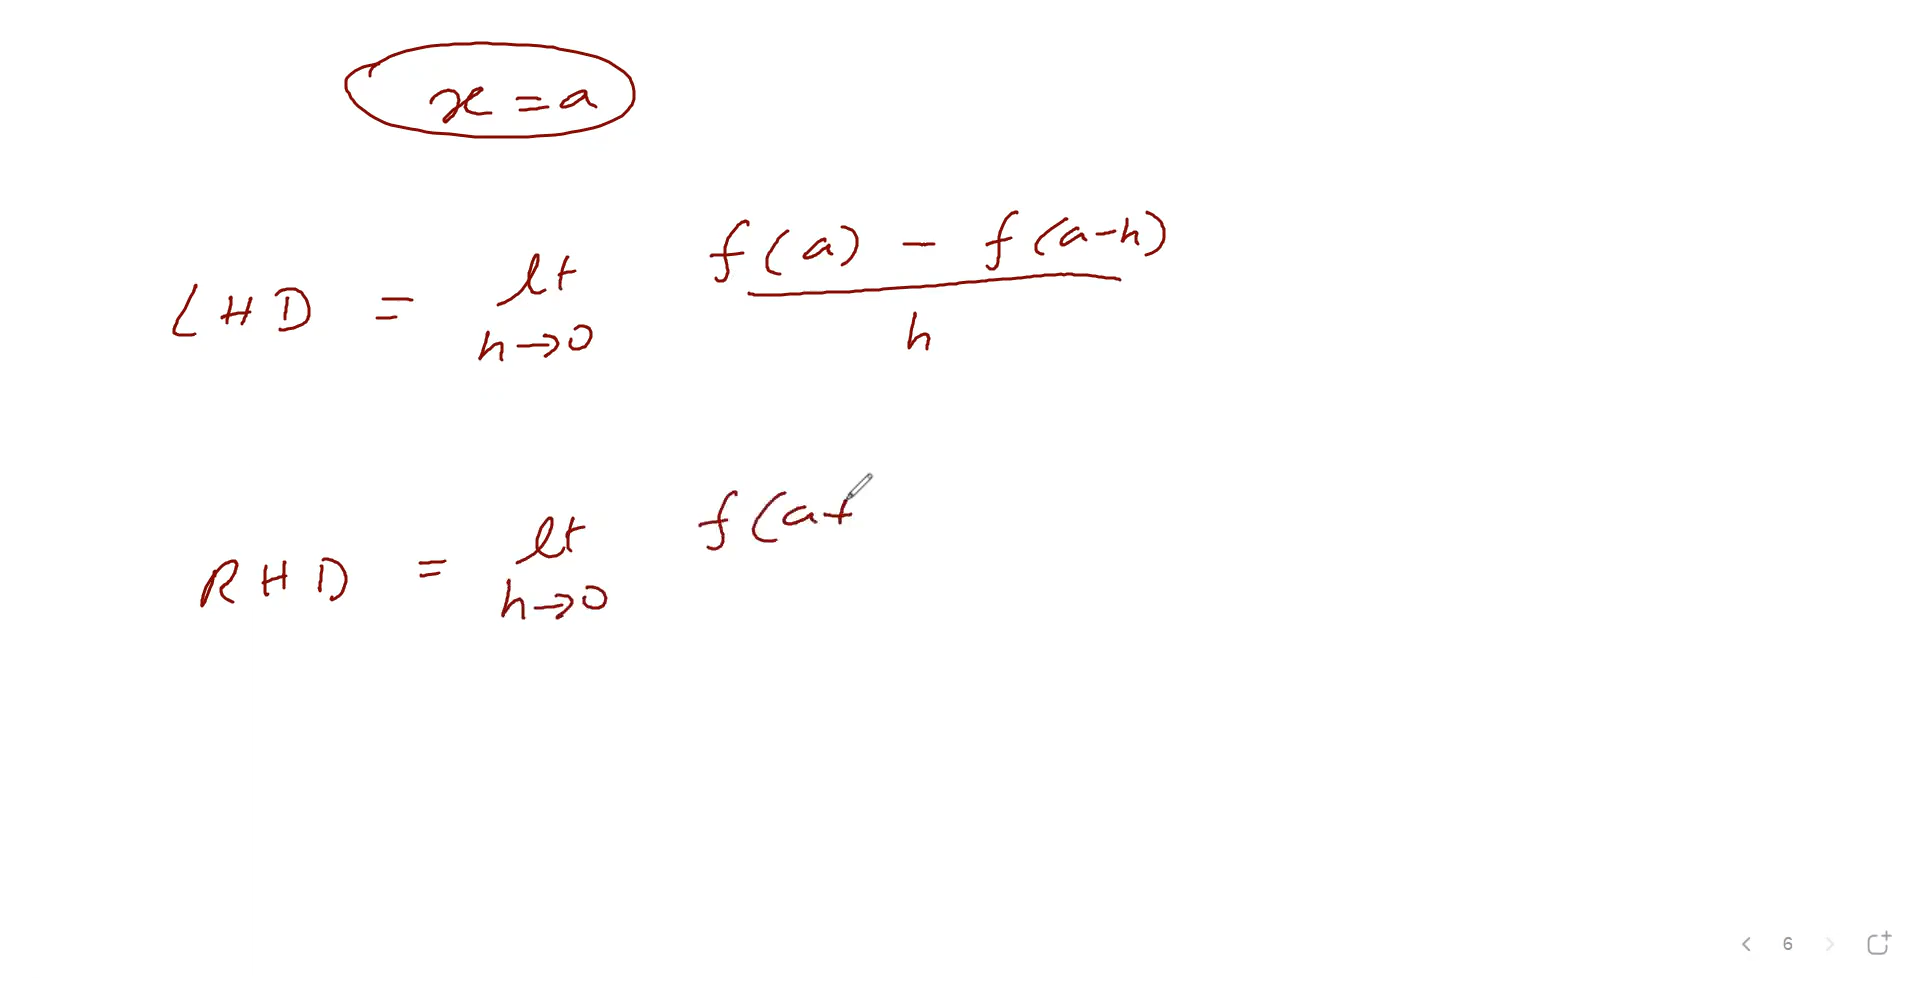 x = a
LHD = lt h→0 f(a) - f(a-h) / h
RHD = lt h→0 f(a+
6